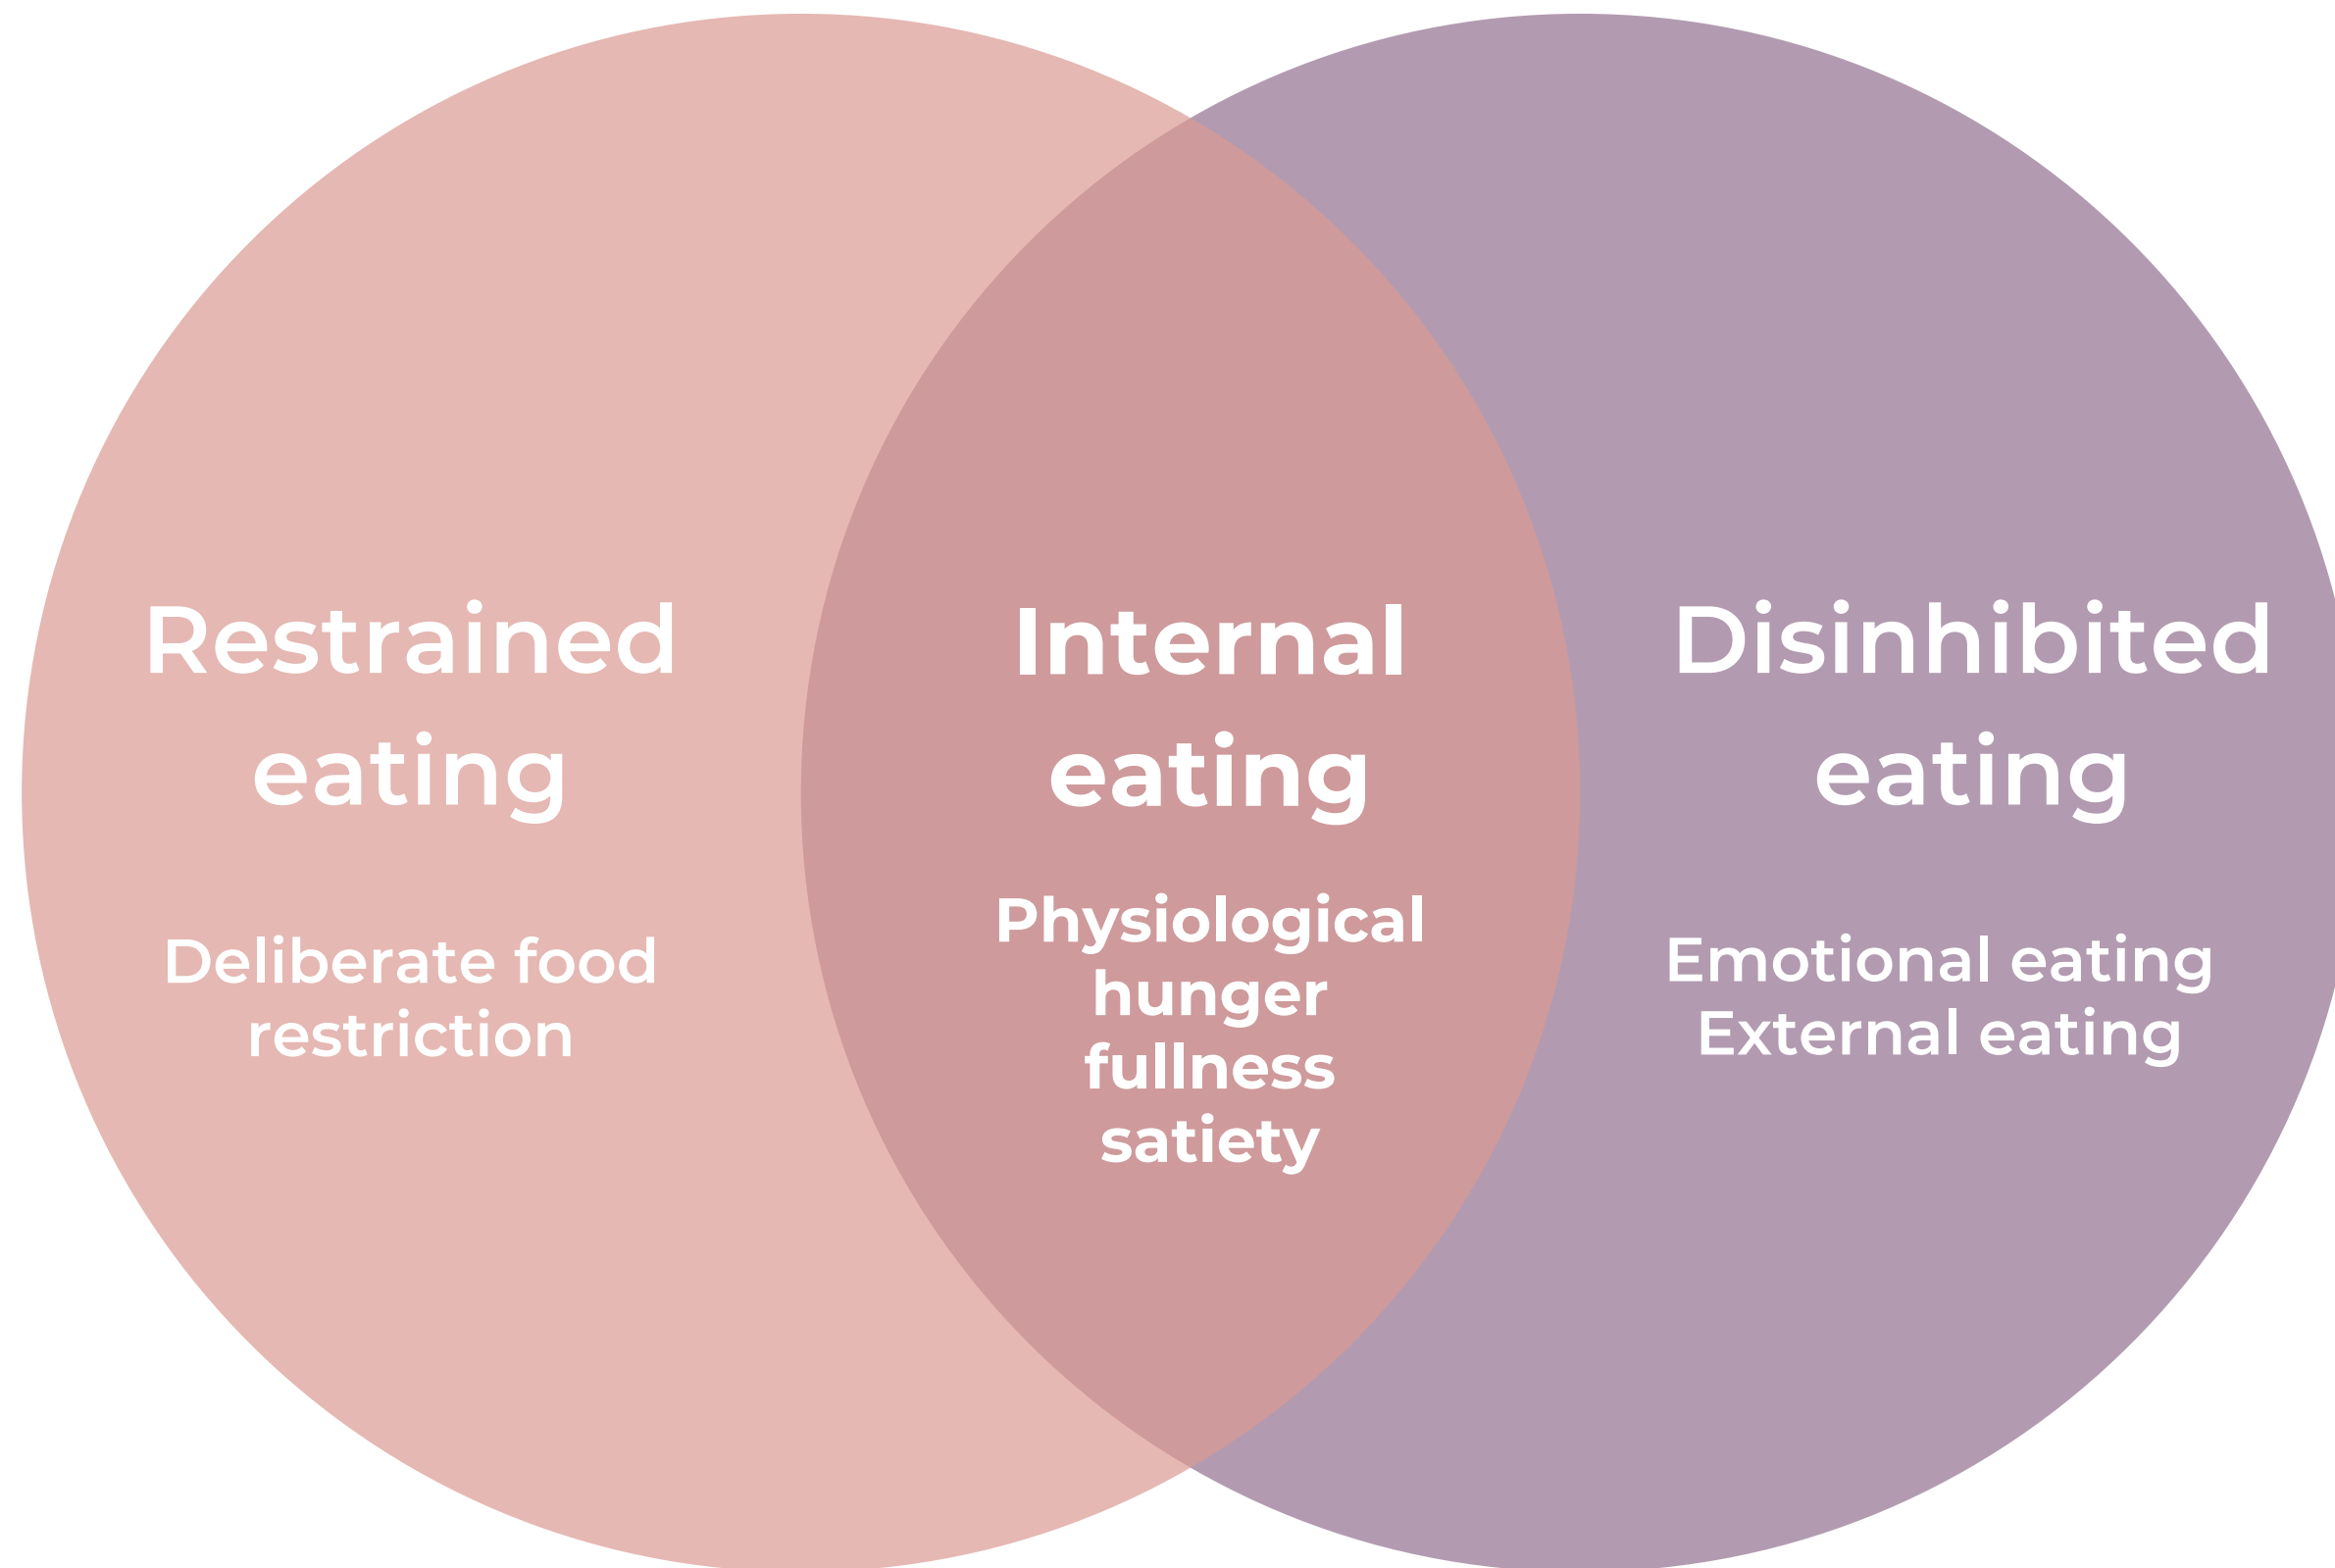 Restrained
eating
Deliberate food
restriction
Internal
eating
Physiological
hunger
fullness
satiety
Disinhibited
eating
Emotional eating
External eating